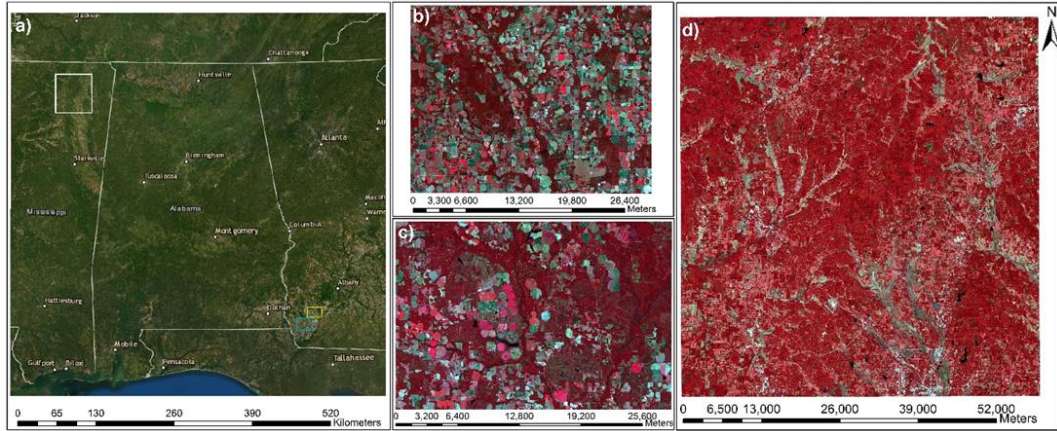 a)
Jackson
Chattanooga
Huntsville
Atlanta
Birmingham
Tuscaloosa
Mississippi
Alabama
Columbus
Montgomery
Albany
Hattiesburg
Dothan
Mobile
Gulfport
Biloxi
Pensacola
Tallahassee
0 65 130 260 390 520
Kilometers
b)
0 3,300 6,600 13,200 19,800 26,400
Meters
c)
0 3,200 6,400 12,800 19,200 25,600
Meters
d)
N
0 6,500 13,000 26,000 39,000 52,000
Meters